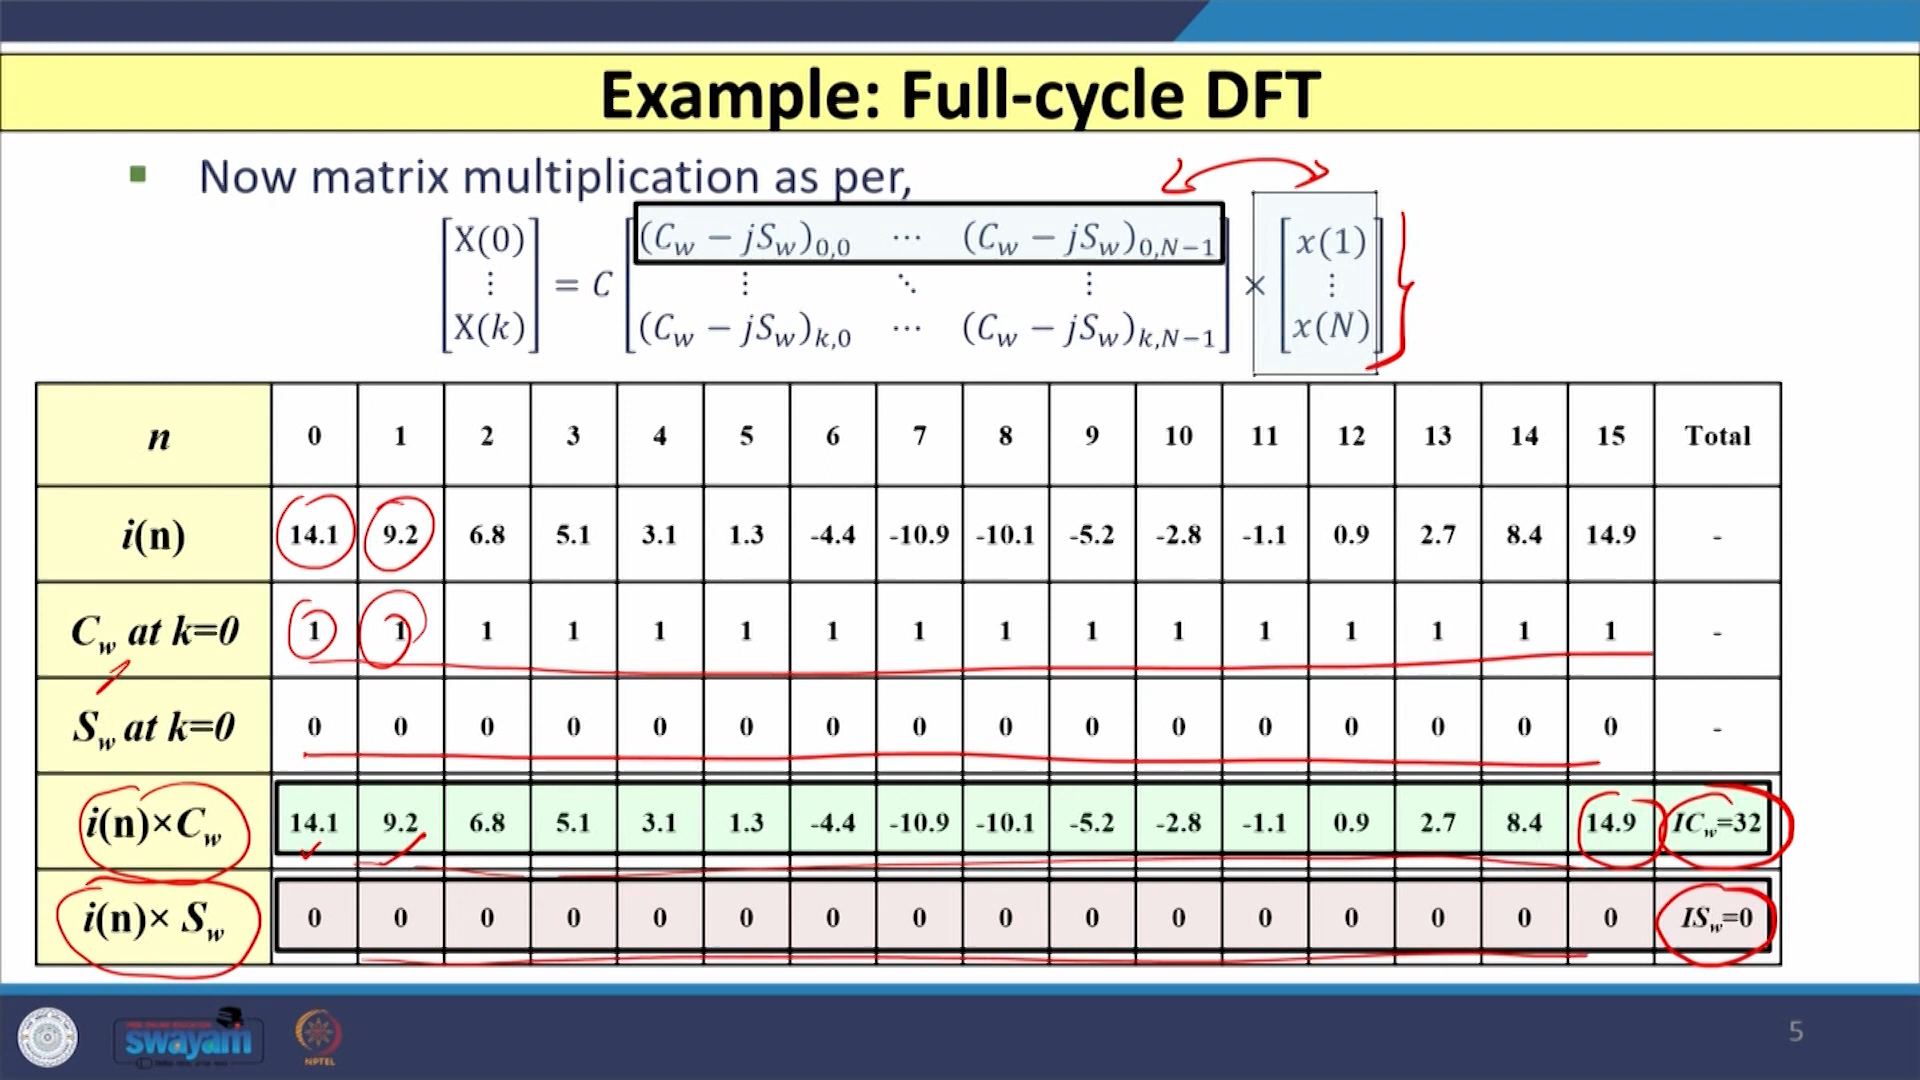 Example: Full-cycle DFT
▪ Now matrix multiplication as per,
[X(0) ⋮ X(k)] = C [(C_w − jS_w)_{0,0} ⋯ (C_w − jS_w)_{0,N−1} ⋮ ⋱ ⋮ (C_w − jS_w)_{k,0} ⋯ (C_w − jS_w)_{k,N−1}] × [x(1) ⋮ x(N)]
n 0 1 2 3 4 5 6 7 8 9 10 11 12 13 14 15 Total
i(n) 14.1 9.2 6.8 5.1 3.1 1.3 -4.4 -10.9 -10.1 -5.2 -2.8 -1.1 0.9 2.7 8.4 14.9 -
C_w at k=0 1 1 1 1 1 1 1 1 1 1 1 1 1 1 1 1 -
S_w at k=0 0 0 0 0 0 0 0 0 0 0 0 0 0 0 0 0 -
i(n)×C_w 14.1 9.2 6.8 5.1 3.1 1.3 -4.4 -10.9 -10.1 -5.2 -2.8 -1.1 0.9 2.7 8.4 14.9 IC_w=32
i(n)× S_w 0 0 0 0 0 0 0 0 0 0 0 0 0 0 0 0 IS_w=0
swayam
NPTEL
5